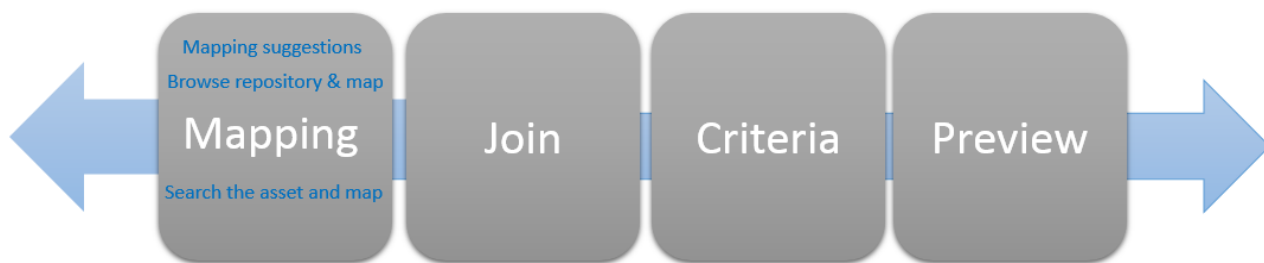 Mapping suggestions
Browse repository & map
Mapping
Search the asset and map
Join
Criteria
Preview